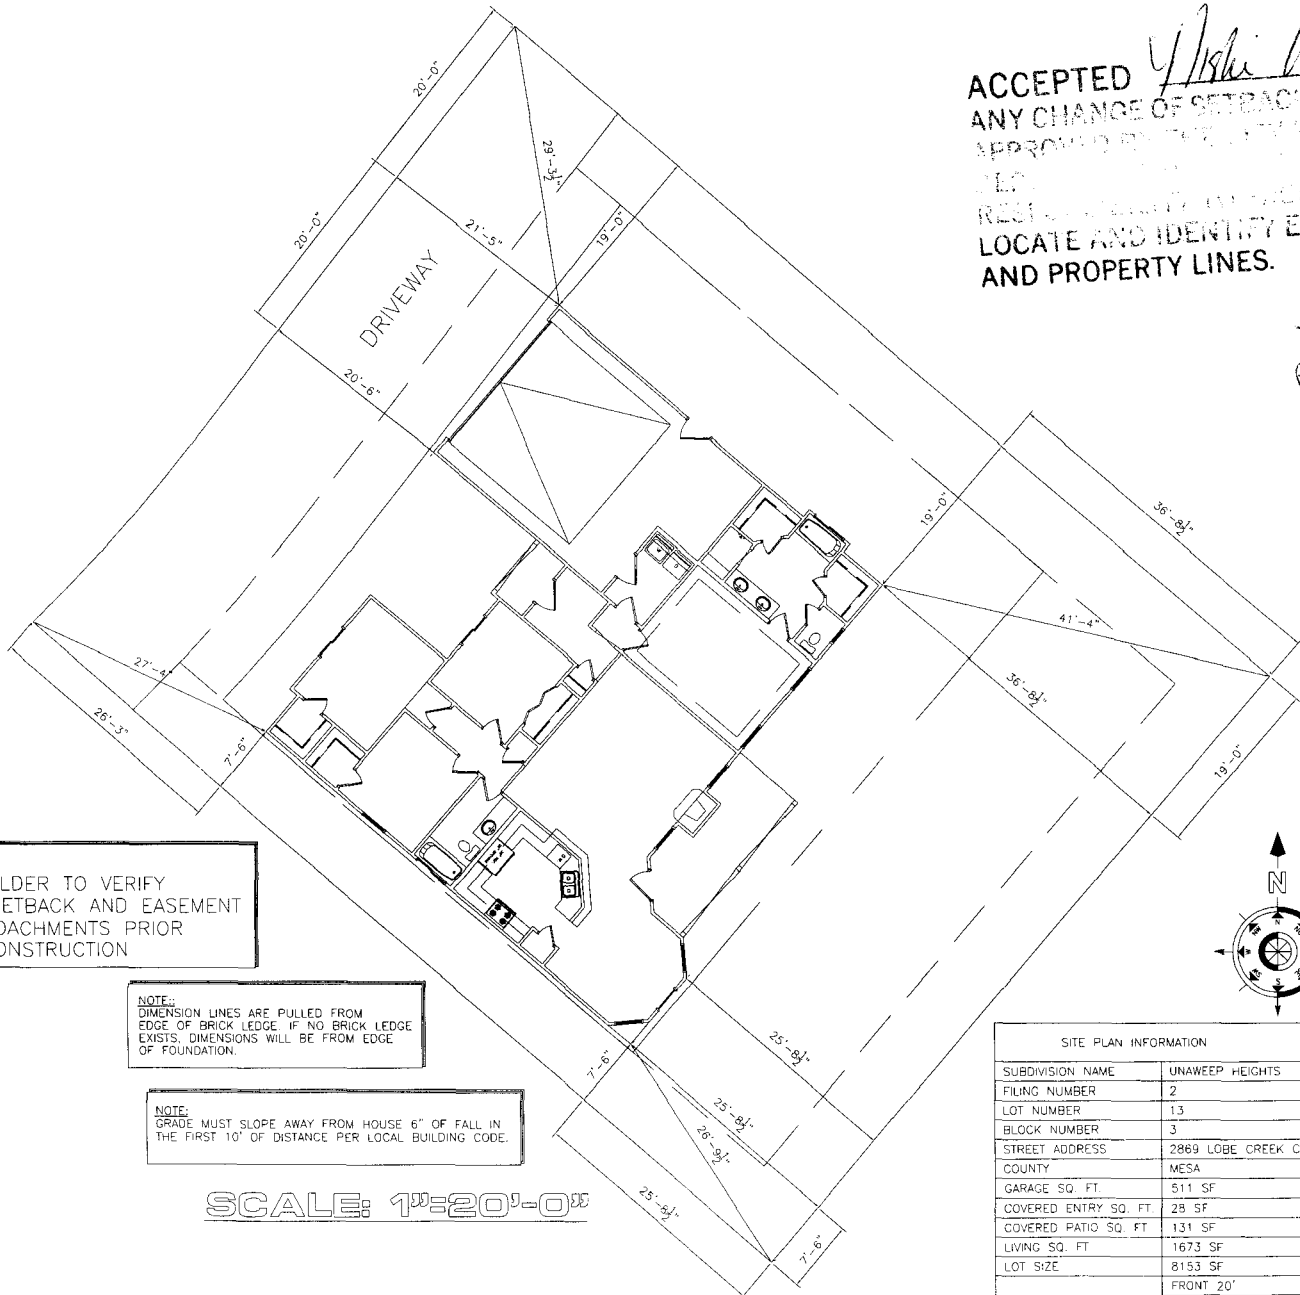 ACCEPTED
ANY CHANGE OF SETBACK
APPROVED BY THE
LOCATE AND IDENTIFY E
AND PROPERTY LINES.
20'-0"
29'-3½"
20'-0"
21'-5"
19'-0"
DRIVEWAY
20'-6"
36'-8½"
19'-0"
41'-4"
27'-4"
36'-8½"
26'-3"
7'-6"
19'-0"
LDER TO VERIFY
ETBACK AND EASEMENT
OACHMENTS PRIOR
ONSTRUCTION
N
NOTE::
DIMENSION LINES ARE PULLED FROM
EDGE OF BRICK LEDGE. IF NO BRICK LEDGE
EXISTS, DIMENSIONS WILL BE FROM EDGE
OF FOUNDATION.
25'-8½"
7'-6"
25'-8½"
26'-9½"
25'-8½"
7'-6"
NOTE:
GRADE MUST SLOPE AWAY FROM HOUSE 6" OF FALL IN
THE FIRST 10' OF DISTANCE PER LOCAL BUILDING CODE.
SCALE: 1"=20'-0"
SITE PLAN INFORMATION
SUBDIVISION NAME UNAWEEP HEIGHTS
FILING NUMBER 2
LOT NUMBER 13
BLOCK NUMBER 3
STREET ADDRESS 2869 LOBE CREEK C
COUNTY MESA
GARAGE SQ. FT. 511 SF
COVERED ENTRY SQ. FT. 28 SF
COVERED PATIO SQ. FT 131 SF
LIVING SQ. FT 1673 SF
LOT SIZE 8153 SF
FRONT 20'